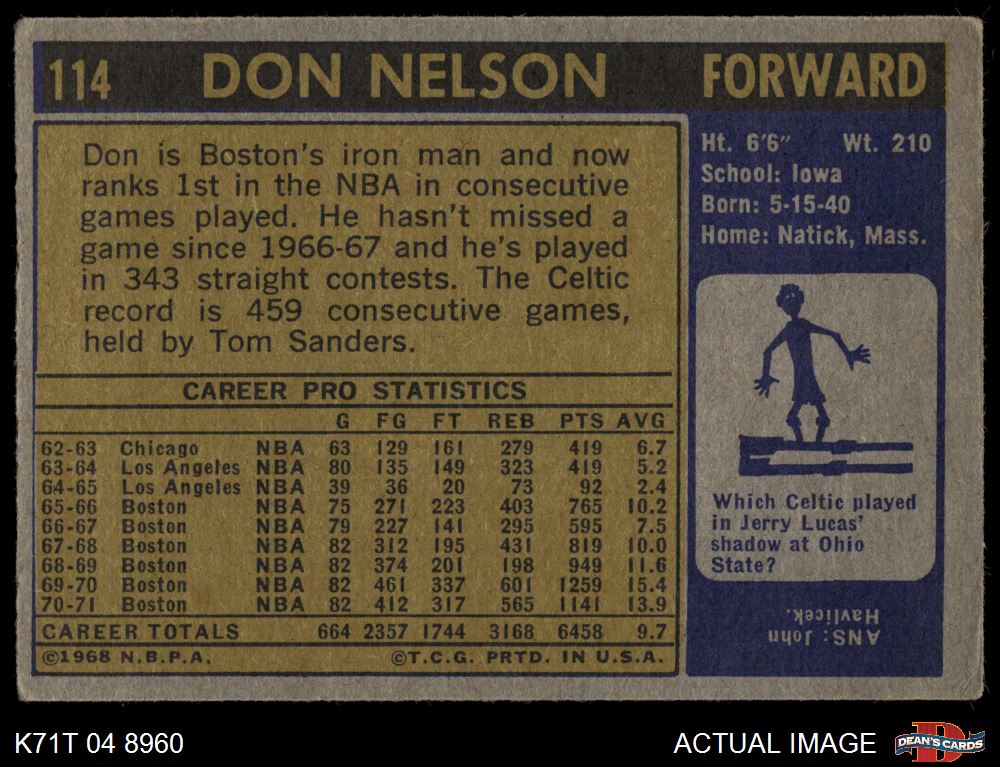 114 DON NELSON FORWARD
Don is Boston's iron man and now
ranks 1st in the NBA in consecutive
games played. He hasn't missed a
game since 1966-67 and he's played
in 343 straight contests. The Celtic
record is 459 consecutive games,
held by Tom Sanders.
CAREER PRO STATISTICS
G FG FT REB PTS AVG
62-63 Chicago NBA 63 129 161 279 419 6.7
63-64 Los Angeles NBA 80 135 149 323 419 5.2
64-65 Los Angeles NBA 39 36 20 73 92 2.4
65-66 Boston NBA 75 271 223 403 765 10.2
66-67 Boston NBA 79 227 141 295 595 7.5
67-68 Boston NBA 82 312 195 431 819 10.0
68-69 Boston NBA 82 374 201 198 949 11.6
69-70 Boston NBA 82 461 337 601 1259 15.4
70-71 Boston NBA 82 412 317 565 1141 13.9
CAREER TOTALS 664 2357 1744 3168 6458 9.7
©1968 N.B.P.A. ©T.C.G. PRTD. IN U.S.A.
Ht. 6'6" Wt. 210
School: Iowa
Born: 5-15-40
Home: Natick, Mass.
Which Celtic played
in Jerry Lucas'
shadow at Ohio
State?
ANS: John
Havlicek.
K71T 04 8960
ACTUAL IMAGE
D
DEAN'S CARDS